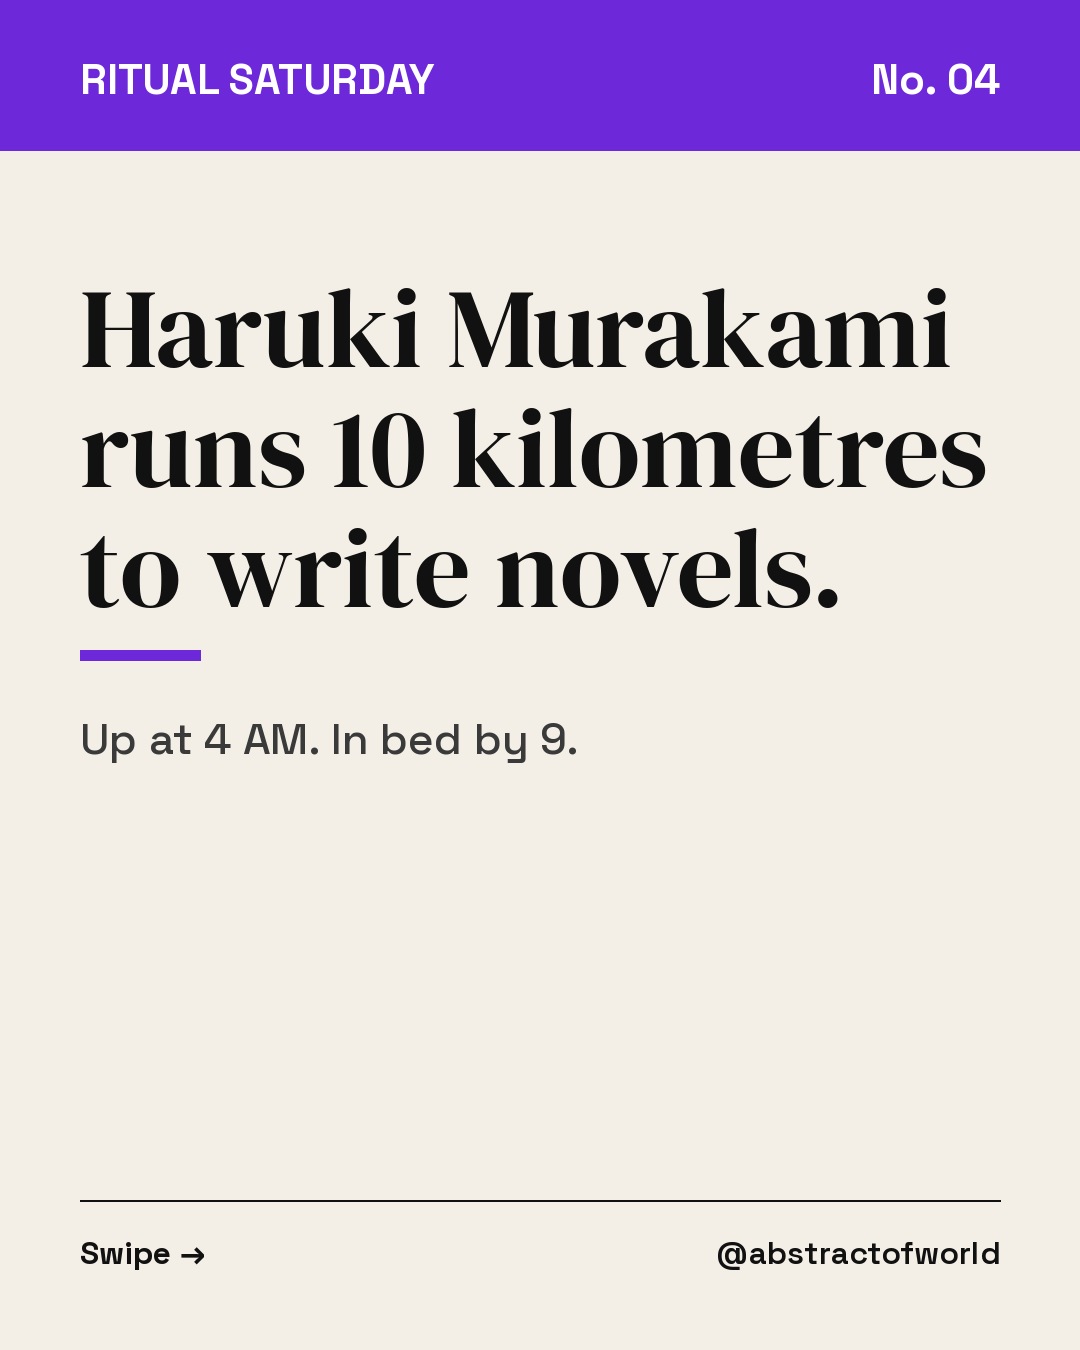 RITUAL SATURDAY
No. 04
Haruki Murakami
runs 10 kilometres
to write novels.
Up at 4 AM. In bed by 9.
Swipe →
@abstractofworld